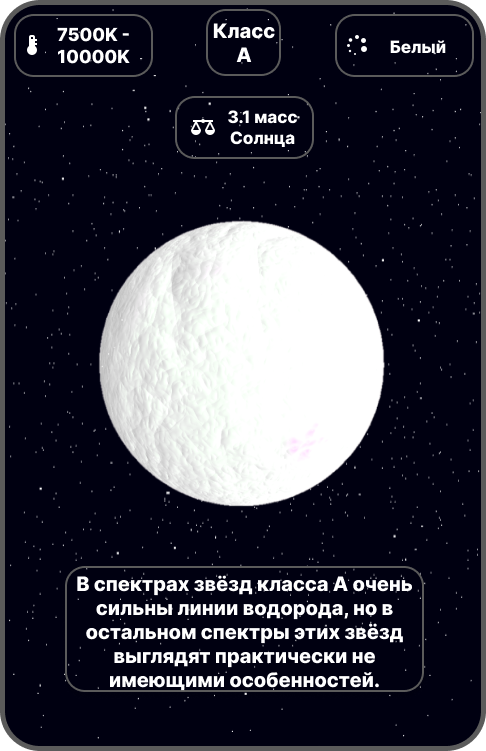 7500K -
10000K
Класс
А
Белый
3.1 масс
Солнца
В спектрах звёзд класса А очень
сильны линии водорода, но в
остальном спектры этих звёзд
выглядят практически не
имеющими особенностей.